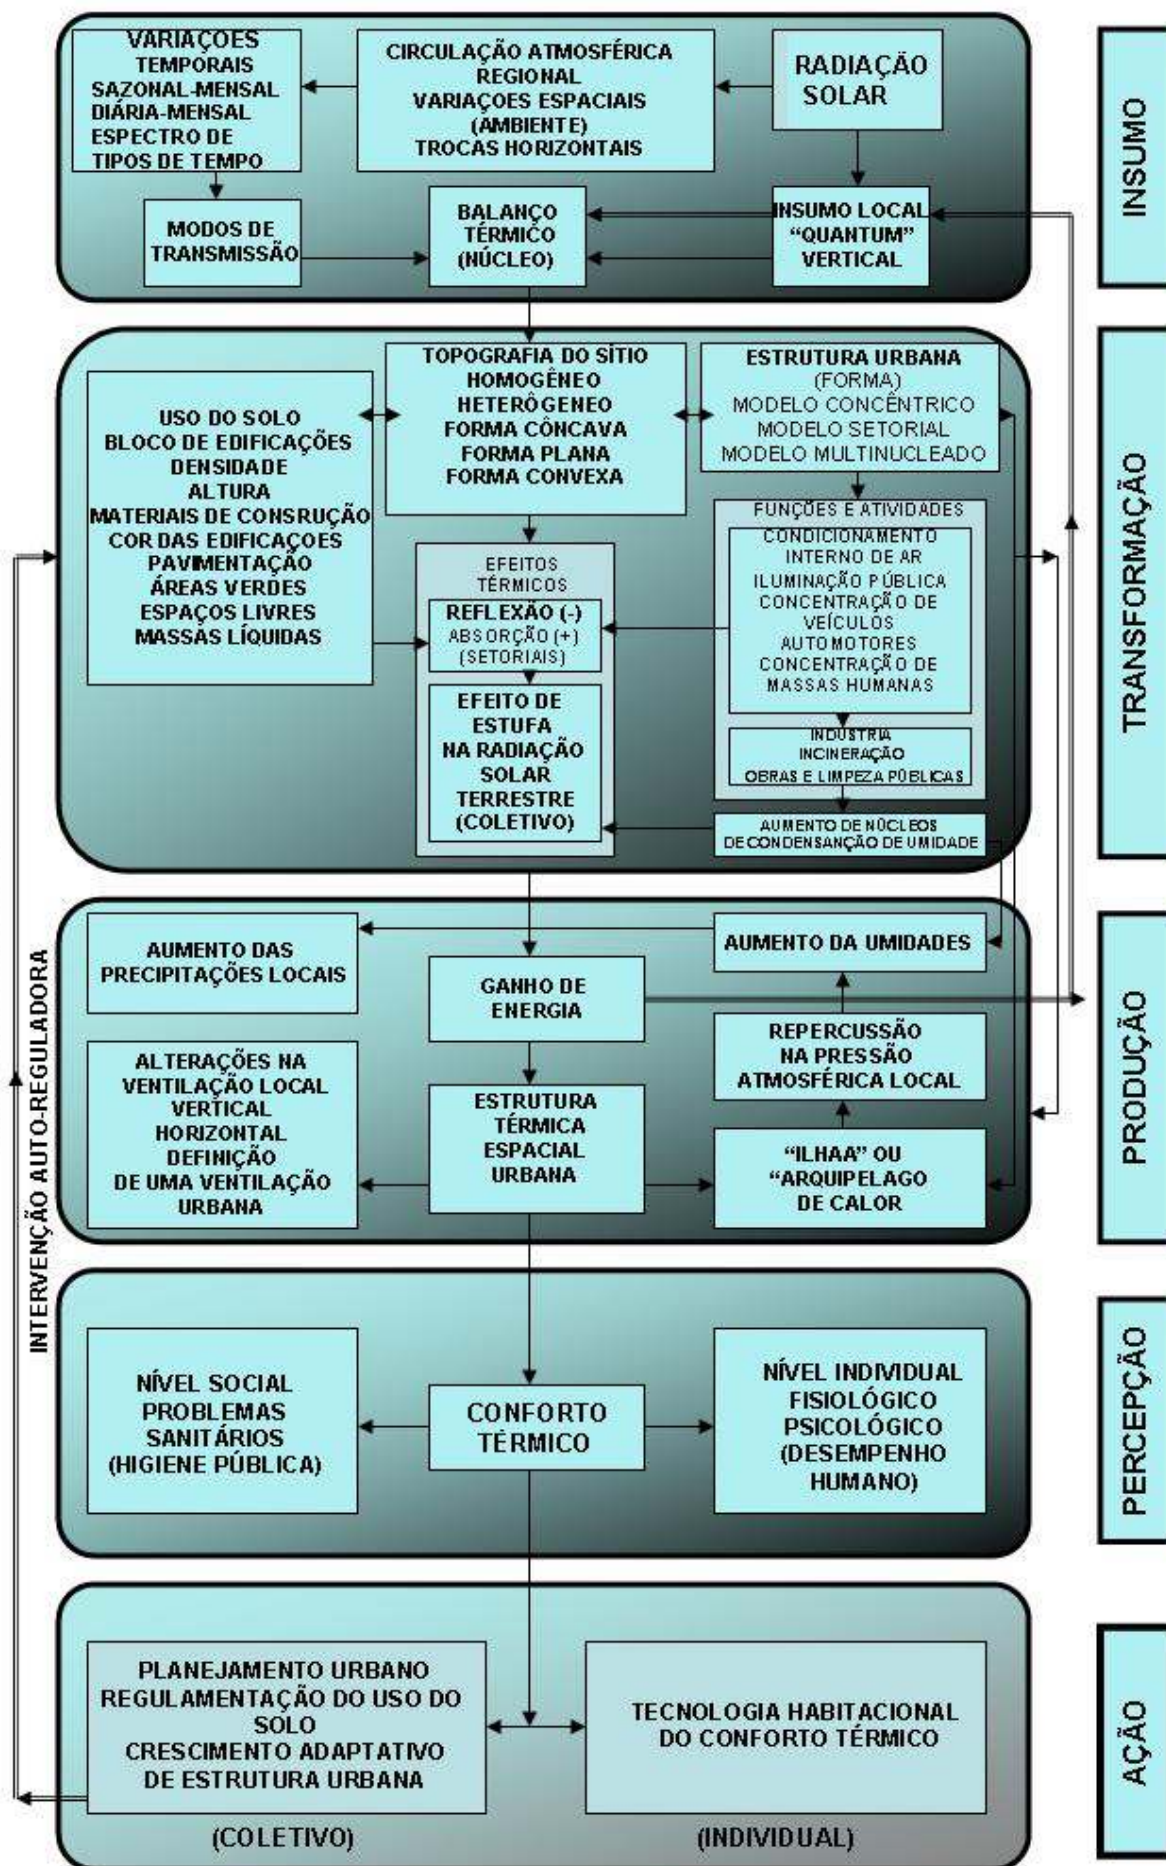 VARIAÇOES
TEMPORAIS
SAZONAL-MENSAL
DIÁRIA-MENSAL
ESPECTRO DE
TIPOS DE TEMPO
CIRCULAÇÃO ATMOSFÉRICA
REGIONAL
VARIAÇOES ESPACIAIS
(AMBIENTE)
TROCAS HORIZONTAIS
RADIAÇÃO
SOLAR
MODOS DE
TRANSMISSÃO
BALANÇO
TÉRMICO
(NÚCLEO)
INSUMO LOCAL
“QUANTUM”
VERTICAL
INSUMO
USO DO SOLO
BLOCO DE EDIFICAÇÕES
DENSIDADE
ALTURA
MATERIAIS DE CONSRUÇÃO
COR DAS EDIFICAÇOES
PAVIMENTAÇÃO
ÁREAS VERDES
ESPAÇOS LIVRES
MASSAS LÍQUIDAS
TOPOGRAFIA DO SÍTIO
HOMOGÊNEO
HETERÔGENEO
FORMA CÔNCAVA
FORMA PLANA
FORMA CONVEXA
ESTRUTURA URBANA
(FORMA)
MODELO CONCÊNTRICO
MODELO SETORIAL
MODELO MULTINUCLEADO
EFEITOS
TÉRMICOS
REFLEXÃO (-)
ABSORÇÃO (+)
(SETORIAIS)
EFEITO DE
ESTUFA
NA RADIAÇÃO
SOLAR
TERRESTRE
(COLETIVO)
FUNÇÕES E ATIVIDADES
CONDICIONAMENTO
INTERNO DE AR
ILUMINAÇÃO PÚBLICA
CONCENTRAÇÃO DE
VEÍCULOS
AUTOMOTORES
CONCENTRAÇÃO DE
MASSAS HUMANAS
INDÚSTRIA
INCINERAÇÃO
OBRAS E LIMPEZA PÚBLICAS
AUMENTO DE NÚCLEOS
DE CONDENSANÇÃO DE UMIDADE
TRANSFORMAÇÃO
AUMENTO DAS
PRECIPITAÇÕES LOCAIS
GANHO DE
ENERGIA
AUMENTO DA UMIDADES
REPERCUSSÃO
NA PRESSÃO
ATMOSFÉRICA LOCAL
ALTERAÇÕES NA
VENTILAÇÃO LOCAL
VERTICAL
HORIZONTAL
DEFINIÇÃO
DE UMA VENTILAÇÃO
URBANA
ESTRUTURA
TÉRMICA
ESPACIAL
URBANA
“ILHAA” OU
“ARQUIPELAGO
DE CALOR
PRODUÇÃO
INTERVENÇÃO AUTO-REGULADORA
NÍVEL SOCIAL
PROBLEMAS
SANITÁRIOS
(HIGIENE PÚBLICA)
CONFORTO
TÉRMICO
NÍVEL INDIVIDUAL
FISIOLÓGICO
PSICOLÓGICO
(DESEMPENHO
HUMANO)
PERCEPÇÃO
PLANEJAMENTO URBANO
REGULAMENTAÇÃO DO USO DO
SOLO
CRESCIMENTO ADAPTATIVO
DE ESTRUTURA URBANA
(COLETIVO)
TECNOLOGIA HABITACIONAL
DO CONFORTO TÉRMICO
(INDIVIDUAL)
AÇÃO